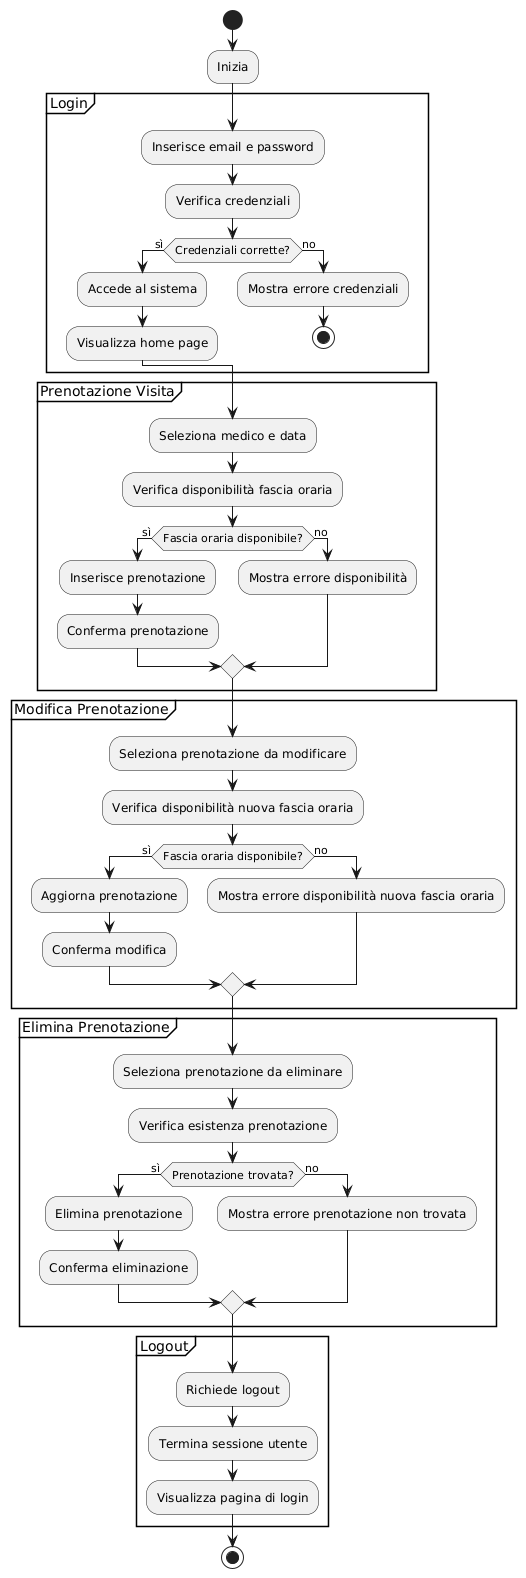 Inizia
Login
Inserisce email e password
Verifica credenziali
sì
Credenziali corrette?
no
Accede al sistema
Mostra errore credenziali
Visualizza home page
Prenotazione Visita
Seleziona medico e data
Verifica disponibilità fascia oraria
sì
Fascia oraria disponibile?
no
Inserisce prenotazione
Mostra errore disponibilità
Conferma prenotazione
Modifica Prenotazione
Seleziona prenotazione da modificare
Verifica disponibilità nuova fascia oraria
sì
Fascia oraria disponibile?
no
Aggiorna prenotazione
Mostra errore disponibilità nuova fascia oraria
Conferma modifica
Elimina Prenotazione
Seleziona prenotazione da eliminare
Verifica esistenza prenotazione
sì
Prenotazione trovata?
no
Elimina prenotazione
Mostra errore prenotazione non trovata
Conferma eliminazione
Logout
Richiede logout
Termina sessione utente
Visualizza pagina di login